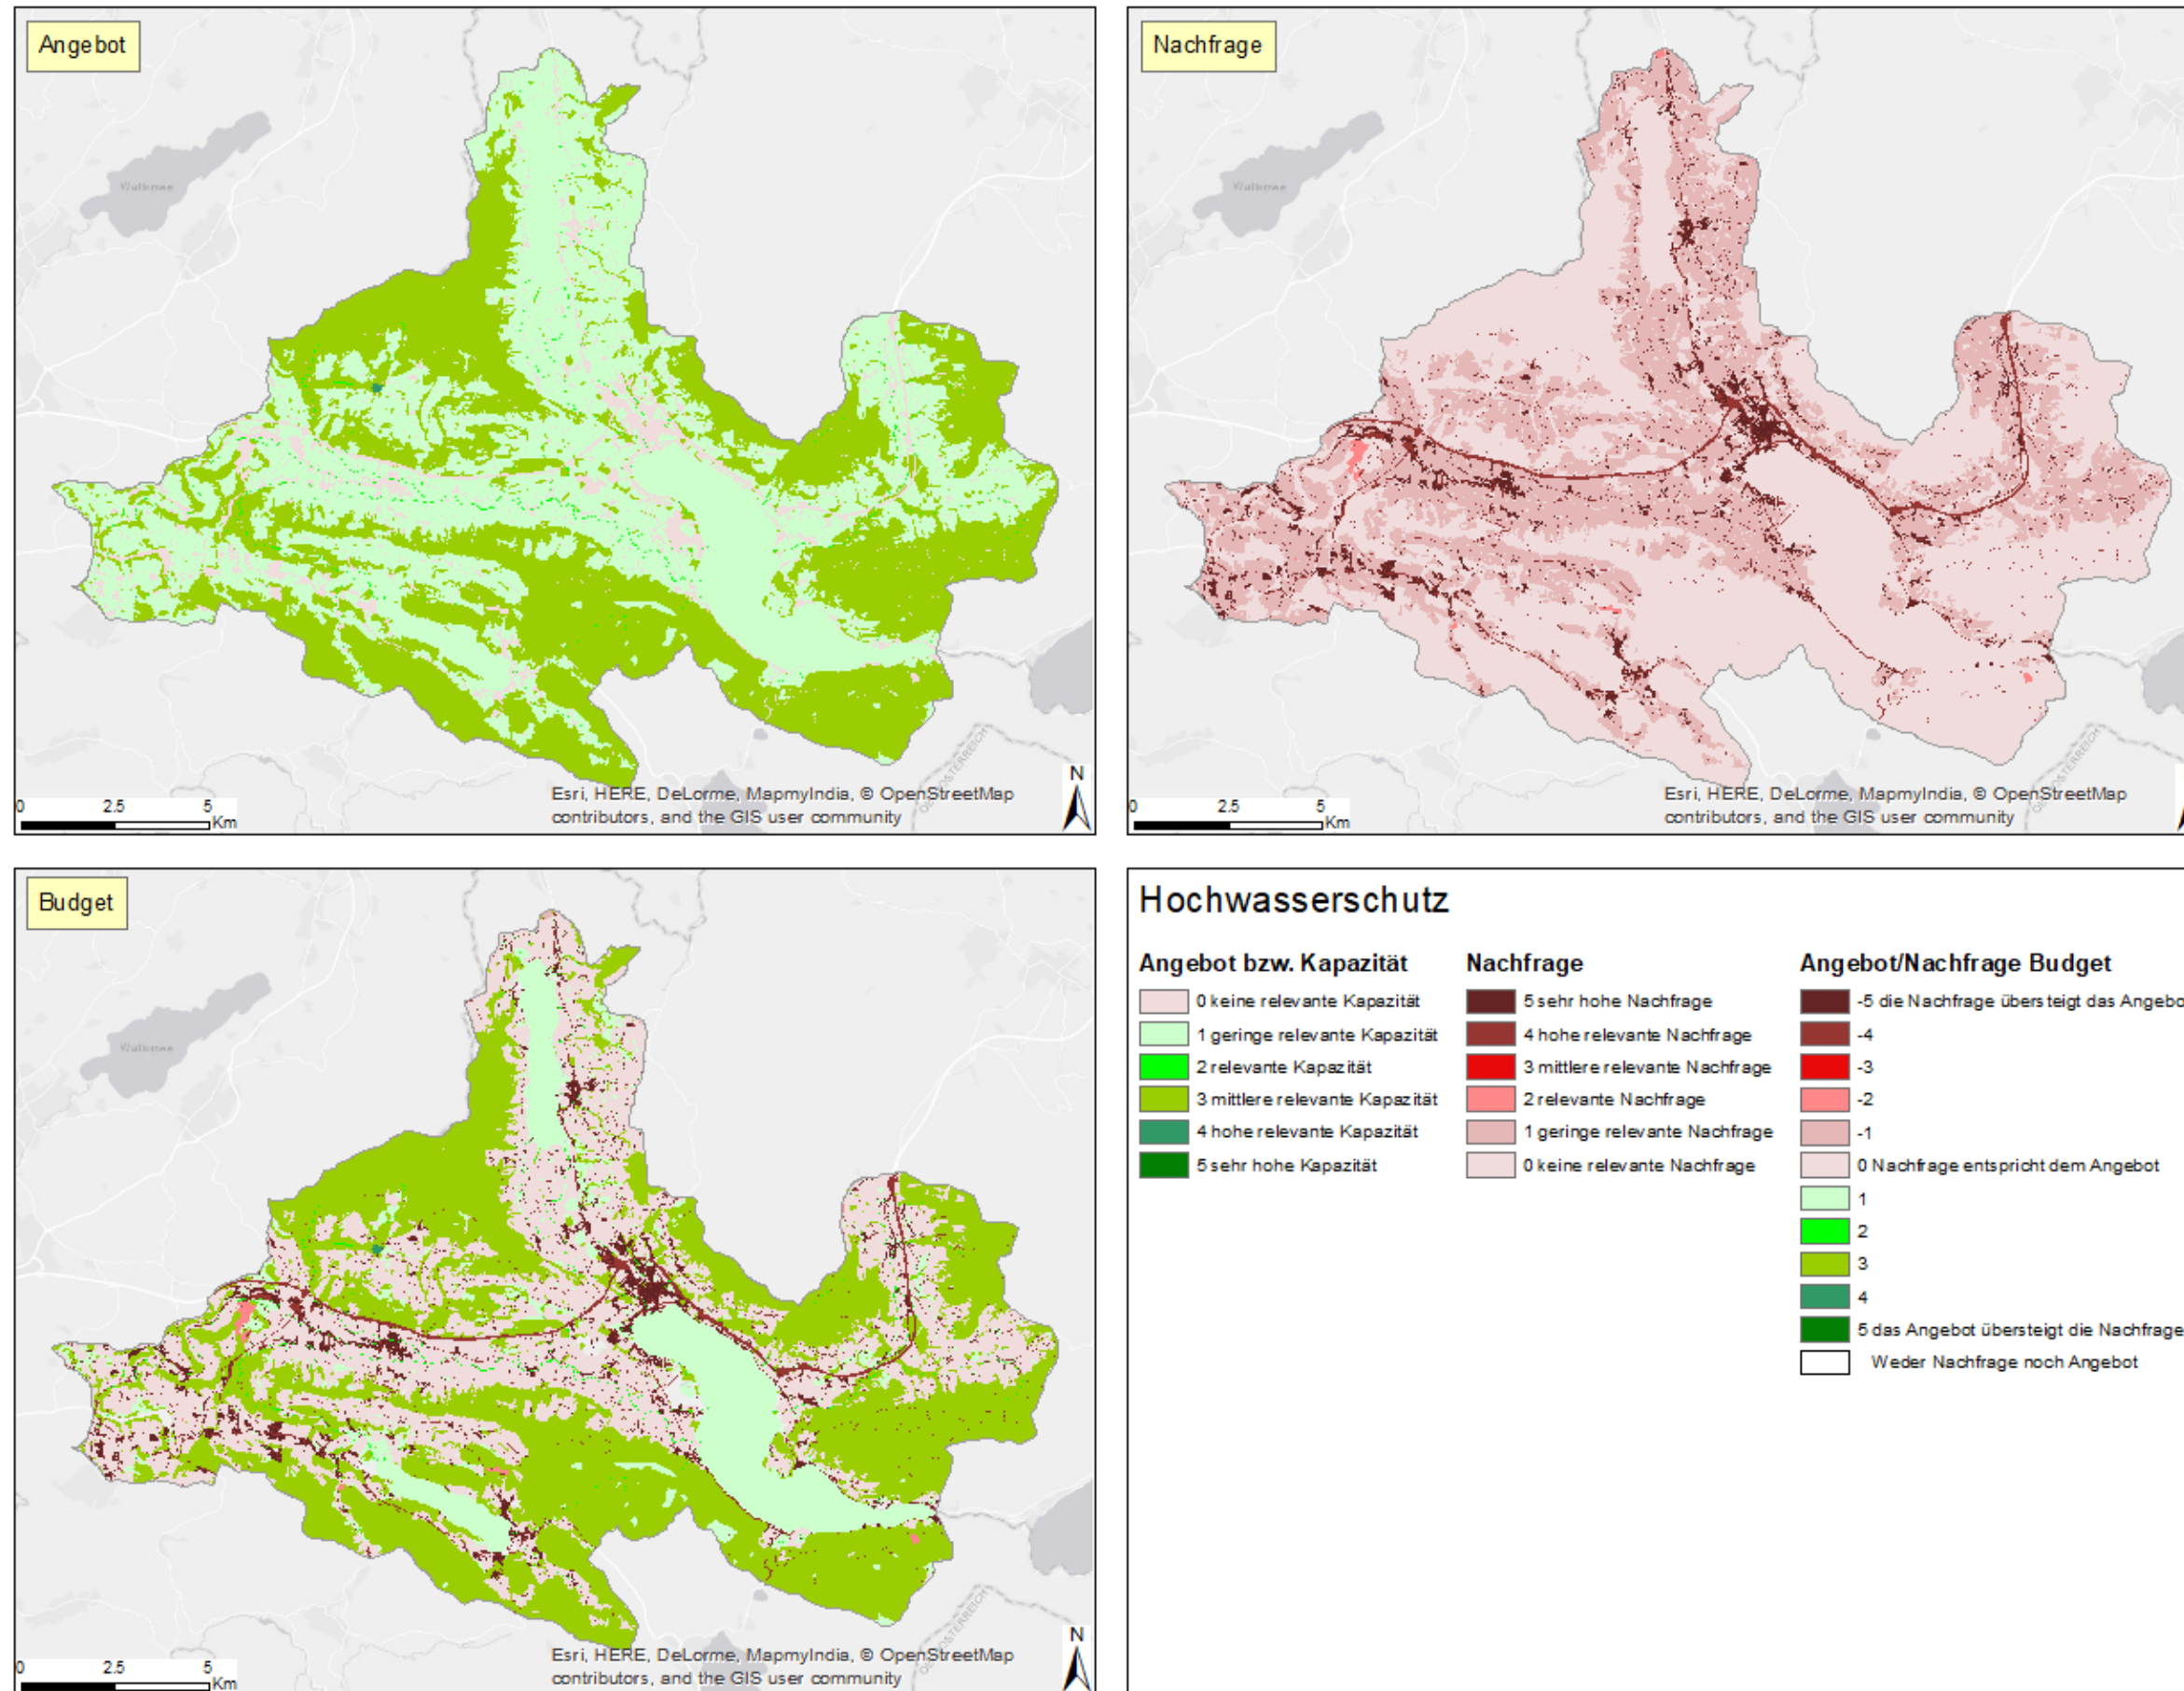 Angebot
Wallersee
OBERÖSTERREICH
N
0 2.5 5
Km
Esri, HERE, DeLorme, MapmyIndia, © OpenStreetMap
contributors, and the GIS user community
Nachfrage
Wallersee
OBERÖSTERREICH
0 2.5 5
Km
Esri, HERE, DeLorme, MapmyIndia, © OpenStreetMap
contributors, and the GIS user community
Budget
Wallersee
OBERÖSTERREICH
N
0 2.5 5
Km
Esri, HERE, DeLorme, MapmyIndia, © OpenStreetMap
contributors, and the GIS user community
Hochwasserschutz
Angebot bzw. Kapazität
0 keine relevante Kapazität
1 geringe relevante Kapazität
2 relevante Kapazität
3 mittlere relevante Kapazität
4 hohe relevante Kapazität
5 sehr hohe Kapazität
Nachfrage
5 sehr hohe Nachfrage
4 hohe relevante Nachfrage
3 mittlere relevante Nachfrage
2 relevante Nachfrage
1 geringe relevante Nachfrage
0 keine relevante Nachfrage
Angebot/Nachfrage Budget
-5 die Nachfrage übersteigt das Angebo
-4
-3
-2
-1
0 Nachfrage entspricht dem Angebot
1
2
3
4
5 das Angebot übersteigt die Nachfrage
Weder Nachfrage noch Angebot